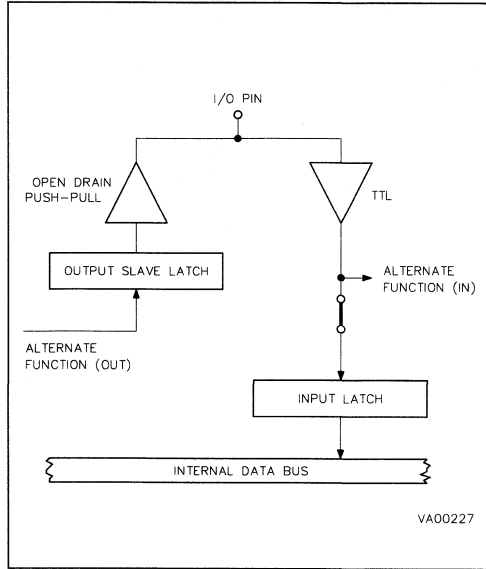 I/O PIN
OPEN DRAIN
PUSH-PULL
TTL
OUTPUT SLAVE LATCH
ALTERNATE
FUNCTION (IN)
ALTERNATE
FUNCTION (OUT)
INPUT LATCH
INTERNAL DATA BUS
VA00227